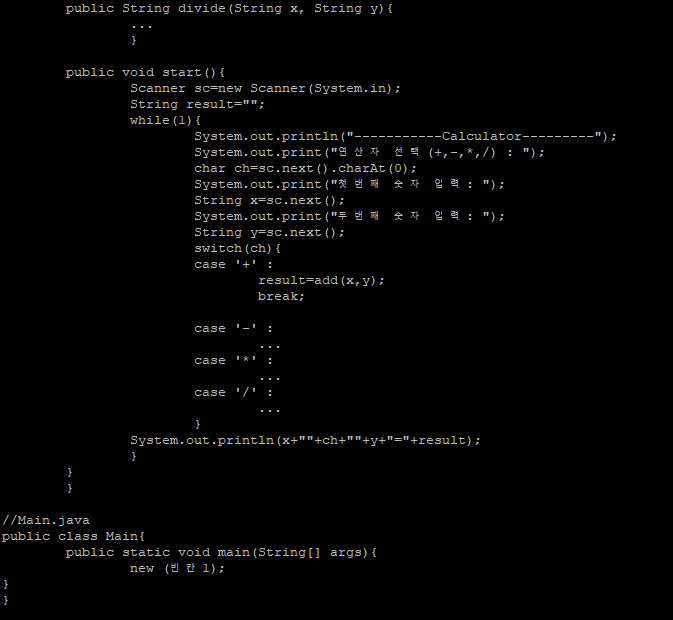 public String divide(String x, String y){
...
}
public void start(){
Scanner sc=new Scanner(System.in);
String result="";
while(1){
System.out.println("-----------Calculator---------");
System.out.print("연산자 선택(+,-,*,/) : ");
char ch=sc.next().charAt(0);
System.out.print("첫번째 숫자 입력: ");
String x=sc.next();
System.out.print("두번째 숫자 입력: ");
String y=sc.next();
switch(ch){
case '+' :
result=add(x,y);
break;
case '-' :
...
case '*' :
...
case '/' :
...
}
System.out.println(x+""+ch+""+y+"="+result);
}
}
}
//Main.java
public class Main{
public static void main(String[] args){
new (빈칸1);
}
}